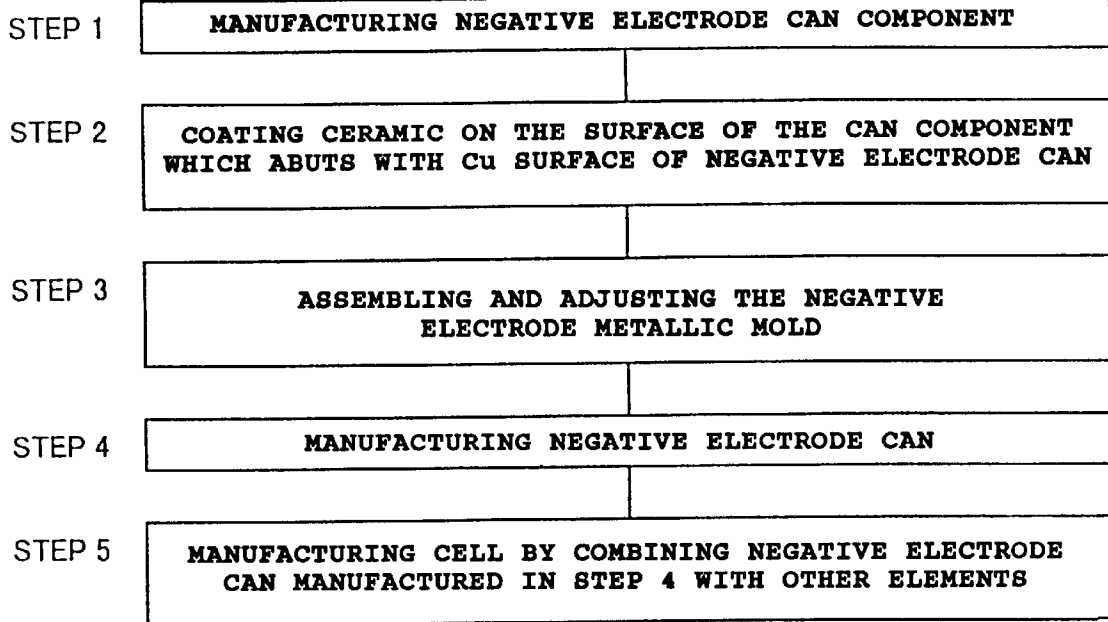 STEP 1
MANUFACTURING NEGATIVE ELECTRODE CAN COMPONENT
STEP 2
COATING CERAMIC ON THE SURFACE OF THE CAN COMPONENT
WHICH ABUTS WITH Cu SURFACE OF NEGATIVE ELECTRODE CAN
STEP 3
ASSEMBLING AND ADJUSTING THE NEGATIVE
ELECTRODE METALLIC MOLD
STEP 4
MANUFACTURING NEGATIVE ELECTRODE CAN
STEP 5
MANUFACTURING CELL BY COMBINING NEGATIVE ELECTRODE
CAN MANUFACTURED IN STEP 4 WITH OTHER ELEMENTS